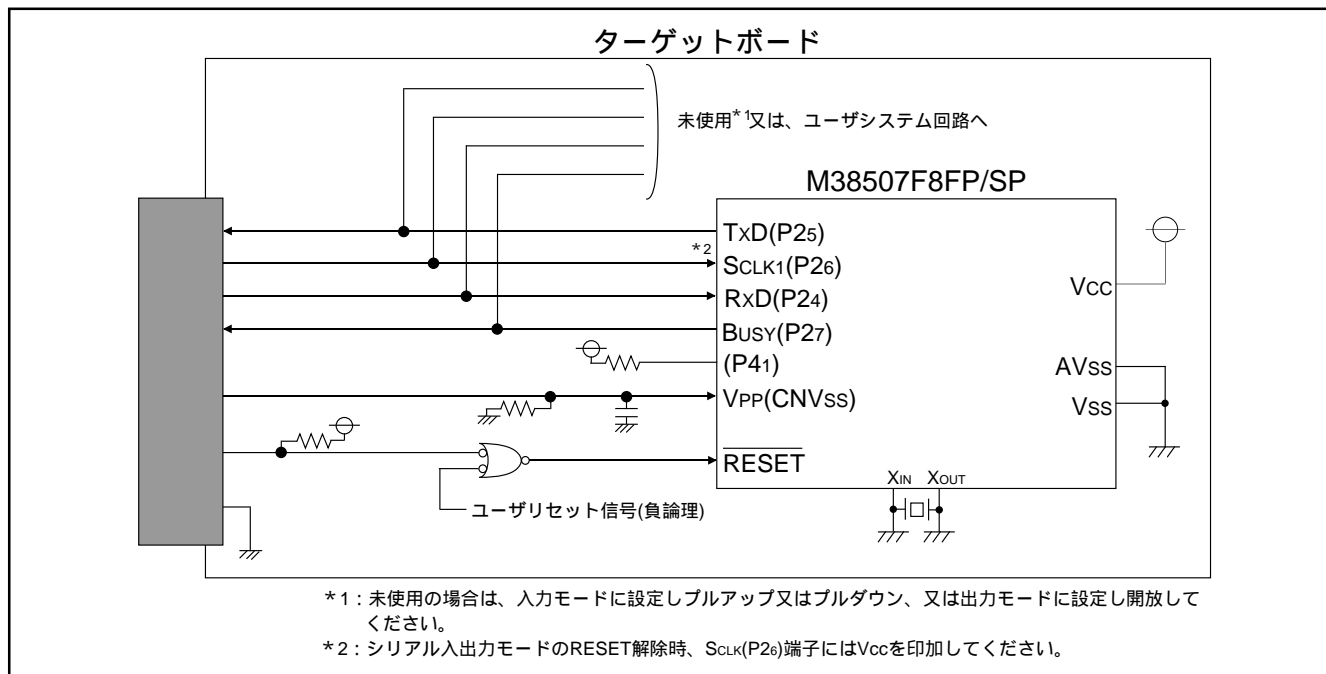 ターゲットボード
未使用*1又は、ユーザシステム回路へ
M38507F8FP/SP
TXD(P25)
*2
SCLK1(P26)
RXD(P24)
BUSY(P27)
(P41)
VPP(CNVSS)
RESET
VCC
AVSS
VSS
XIN XOUT
ユーザリセット信号(負論理)
*1:未使用の場合は、入力モードに設定しプルアップ又はプルダウン、又は出力モードに設定し開放して
ください。
*2:シリアル入出力モードのRESET解除時、SCLK(P26)端子にはVccを印加してください。